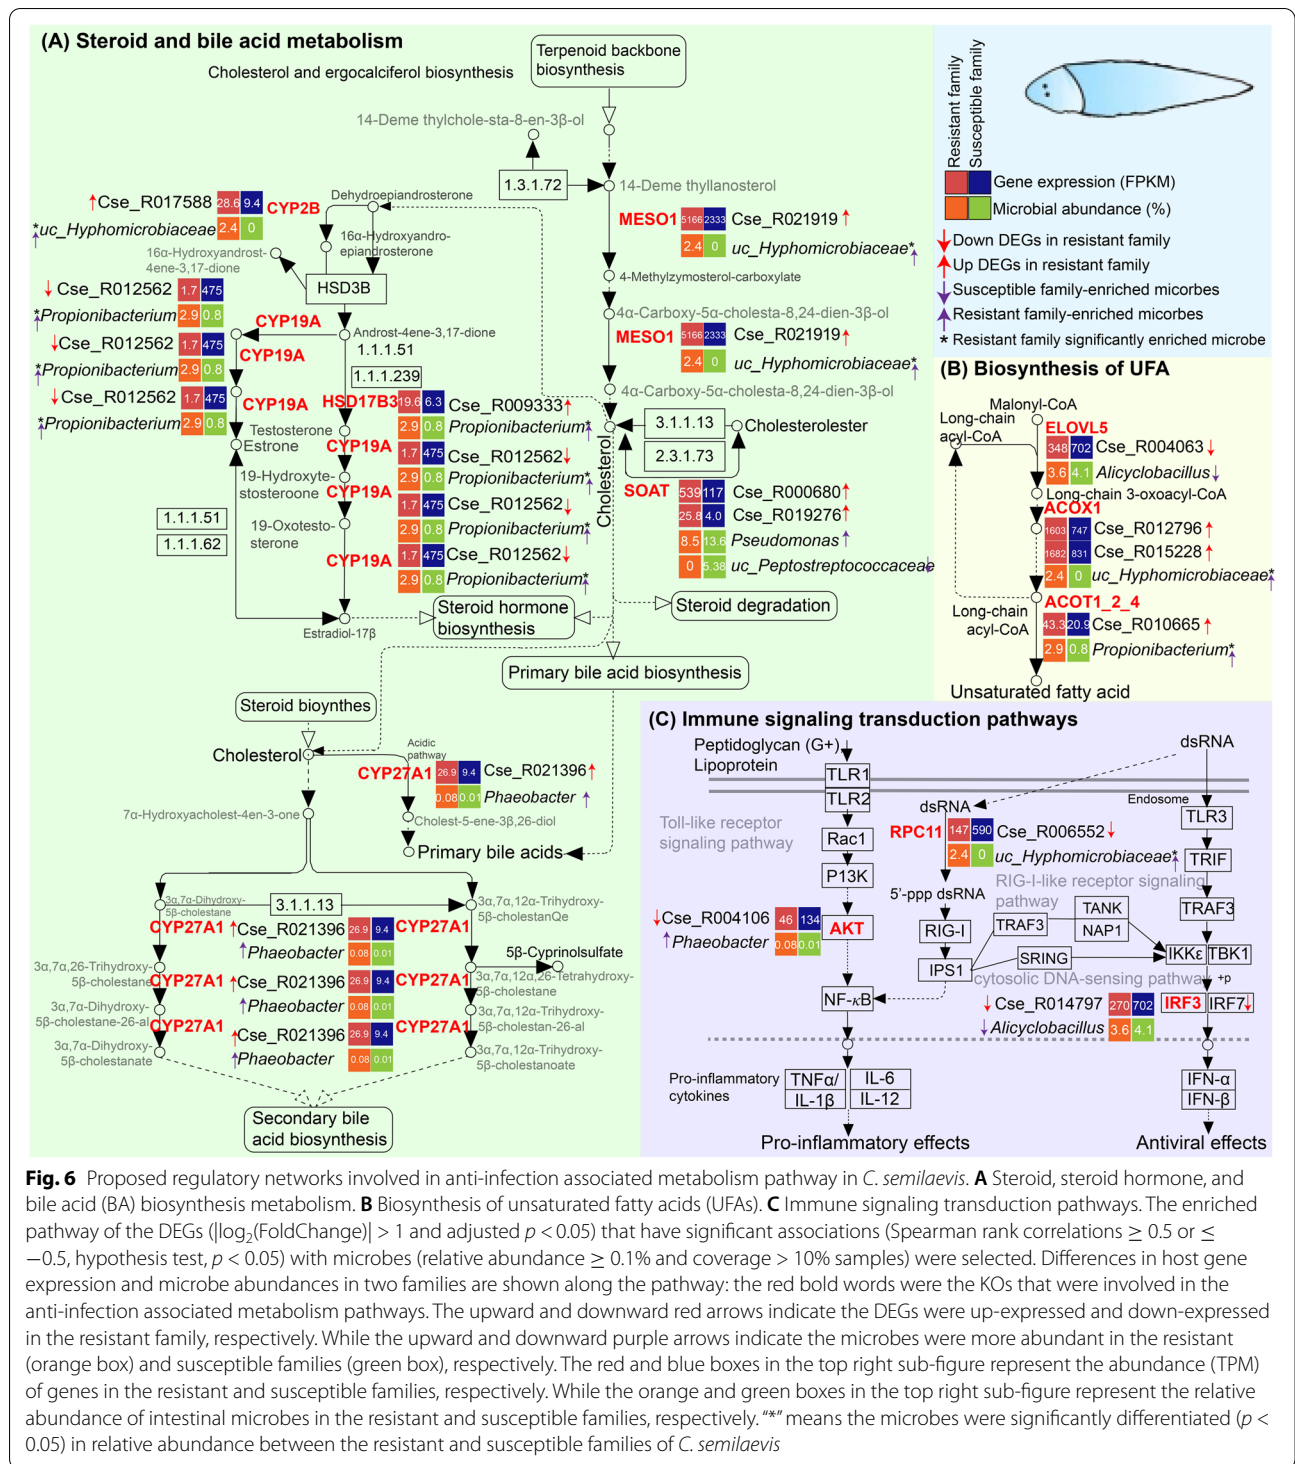 (A) Steroid and bile acid metabolism
Cholesterol and ergocalciferol biosynthesis
Terpenoid backbone
biosynthesis
14-Deme thylchole-sta-8-en-3β-ol
1.3.1.72
14-Deme thyllanosterol
MESO1
5166 2333
Cse_R021919
2.4 0
uc_Hyphomicrobiaceae*
4-Methylzymosterol-carboxylate
4α-Carboxy-5α-cholesta-8,24-dien-3β-ol
MESO1
5166 2333
Cse_R021919
2.4 0
uc_Hyphomicrobiaceae*
4α-Carboxy-5α-cholesta-8,24-dien-3β-ol
3.1.1.13
2.3.1.73
Cholesterolester
Cholesterol
SOAT
539 117
Cse_R000680
25.8 4.0
Cse_R019276
8.5 13.6
Pseudomonas
0 5.38
uc_Peptostreptococcaceae
Cse_R017588
28.6 9.4
CYP2B
*uc_Hyphomicrobiaceae
2.4 0
Dehydroepiandrosterone
16α-Hydroxyandro-
epiandrosterone
16α-Hydroxyandrost-
4ene-3,17-dione
HSD3B
Cse_R012562
1.7 475
*Propionibacterium
2.9 0.8
CYP19A
Androst-4ene-3,17-dione
Cse_R012562
1.7 475
*Propionibacterium
2.9 0.8
CYP19A
1.1.1.51
1.1.1.239
Cse_R012562
1.7 475
*Propionibacterium
2.9 0.8
CYP19A
HSD17B3
19.6 6.3
Cse_R009333
2.9 0.8
Propionibacterium*
Testosterone
Estrone
CYP19A
1.7 475
Cse_R012562
2.9 0.8
Propionibacterium*
19-Hydroxyte-
stosteroone
CYP19A
1.7 475
Cse_R012562
2.9 0.8
Propionibacterium*
19-Oxotesto-
sterone
CYP19A
1.7 475
Cse_R012562
2.9 0.8
Propionibacterium*
1.1.1.51
1.1.1.62
Estradiol-17β
Steroid hormone
biosynthesis
Steroid degradation
Primary bile acid biosynthesis
Steroid bioynthes
Cholesterol
Acidic
pathway
CYP27A1
26.9 9.4
Cse_R021396
0.08 0.01
Phaeobacter
7α-Hydroxyacholest-4en-3-one
Cholest-5-ene-3β,26-diol
Primary bile acids
3α,7α-Dihydroxy-
5β-cholestane
3.1.1.13
3α,7α,12α-Trihydroxy-
5β-cholestanQe
CYP27A1
Cse_R021396
26.9 9.4
CYP27A1
Phaeobacter
0.08 0.01
5β-Cyprinolsulfate
3α,7α,26-Trihydroxy-
5β-cholestane
CYP27A1
Cse_R021396
26.9 9.4
CYP27A1
Phaeobacter
0.08 0.01
3α,7α,12α,26-Tetrahydroxy-
5β-cholestane
3α,7α-Dihydroxy-
5β-cholestane-26-al
CYP27A1
Cse_R021396
26.9 9.4
CYP27A1
Phaeobacter
0.08 0.01
3α,7α,12α-Trihydroxy-
5β-cholestan-26-al
3α,7α-Dihydroxy-
5β-cholestanate
3α,7α,12α-Trihydroxy-
5β-cholestanoate
Secondary bile
acid biosynthesis
Resistant family
Susceptible family
Gene expression (FPKM)
Microbial abundance (%)
Down DEGs in resistant family
Up DEGs in resistant family
Susceptible family-enriched micorbes
Resistant family-enriched micorbes
* Resistant family significantly enriched microbe
(B) Biosynthesis of UFA
Malonyl-CoA
Long-chain
acyl-CoA
ELOVL5
348 702
Cse_R004063
3.6 4.1
Alicyclobacillus
Long-chain 3-oxoacyl-CoA
ACOX1
1603 747
Cse_R012796
1682 831
Cse_R015228
2.4 0
uc_Hyphomicrobiaceae*
Long-chain
acyl-CoA
ACOT1_2_4
43.3 20.9
Cse_R010665
2.9 0.8
Propionibacterium*
Unsaturated fatty acid
(C) Immune signaling transduction pathways
Peptidoglycan (G+)
Lipoprotein
TLR1
TLR2
Toll-like receptor
signaling pathway
Rac1
P13K
Cse_R004106
46 134
AKT
Phaeobacter
0.08 0.01
NF-κB
Pro-inflammatory
cytokines
TNFα/
IL-1β
IL-6
IL-12
Pro-inflammatory effects
dsRNA
dsRNA
Endosome
RPC11
147 590
Cse_R006552
2.4 0
uc_Hyphomicrobiaceae*
TLR3
TRIF
RIG-I-like receptor signaling
pathway
5’-ppp dsRNA
RIG-I
TRAF3
TANK
NAP1
TRAF3
IPS1
SRING
IKKε TBK1
cytosolic DNA-sensing pathway
+p
Cse_R014797
270 702
IRF3
IRF7
Alicyclobacillus
3.6 4.1
IFN-α
IFN-β
Antiviral effects
Fig. 6 Proposed regulatory networks involved in anti-infection associated metabolism pathway in C. semilaevis. A Steroid, steroid hormone, and
bile acid (BA) biosynthesis metabolism. B Biosynthesis of unsaturated fatty acids (UFAs). C Immune signaling transduction pathways. The enriched
pathway of the DEGs (|log2(FoldChange)| > 1 and adjusted p < 0.05) that have significant associations (Spearman rank correlations ≥ 0.5 or ≤
−0.5, hypothesis test, p < 0.05) with microbes (relative abundance ≥ 0.1% and coverage > 10% samples) were selected. Differences in host gene
expression and microbe abundances in two families are shown along the pathway: the red bold words were the KOs that were involved in the
anti-infection associated metabolism pathways. The upward and downward red arrows indicate the DEGs were up-expressed and down-expressed
in the resistant family, respectively. While the upward and downward purple arrows indicate the microbes were more abundant in the resistant
(orange box) and susceptible families (green box), respectively. The red and blue boxes in the top right sub-figure represent the abundance (TPM)
of genes in the resistant and susceptible families, respectively. While the orange and green boxes in the top right sub-figure represent the relative
abundance of intestinal microbes in the resistant and susceptible families, respectively. “*” means the microbes were significantly differentiated (p <
0.05) in relative abundance between the resistant and susceptible families of C. semilaevis